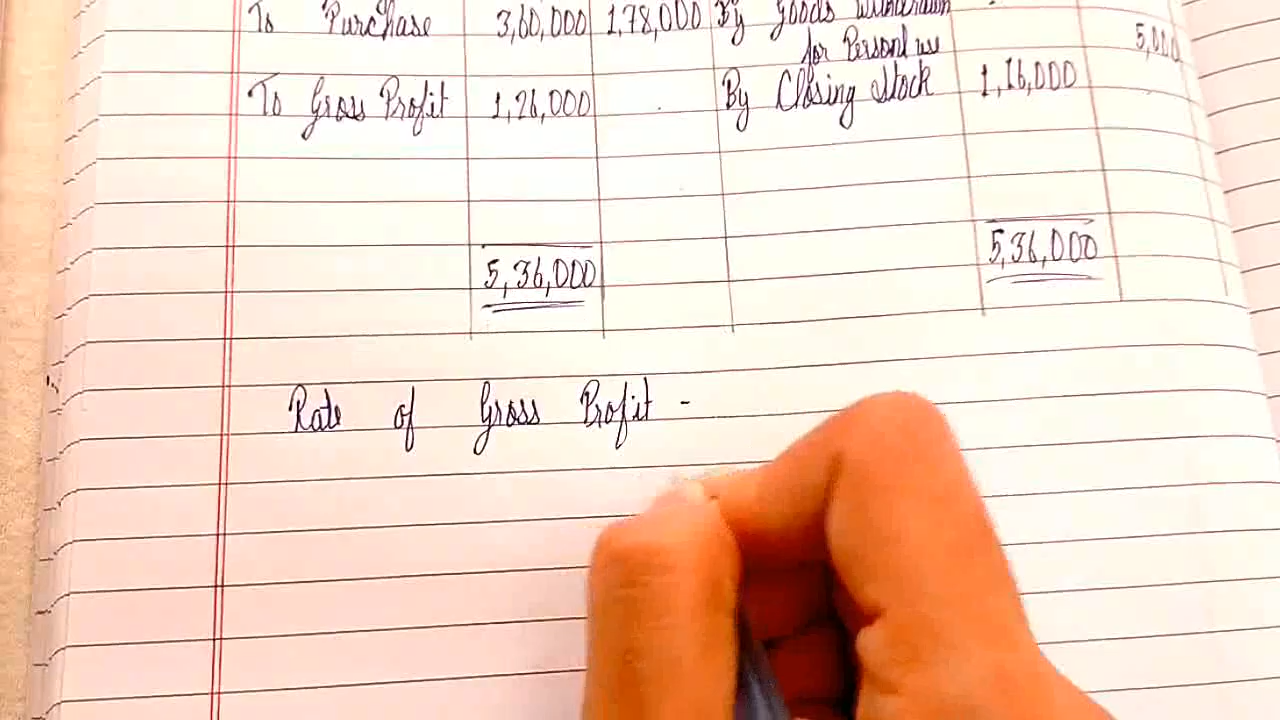 To Purchase 3,60,000 1,78,000 By Goods withdrawn
for Personl use 5,000
To Gross Profit 1,26,000 By Closing Stock 1,16,000
5,36,000 5,36,000
Rate of Gross Profit -